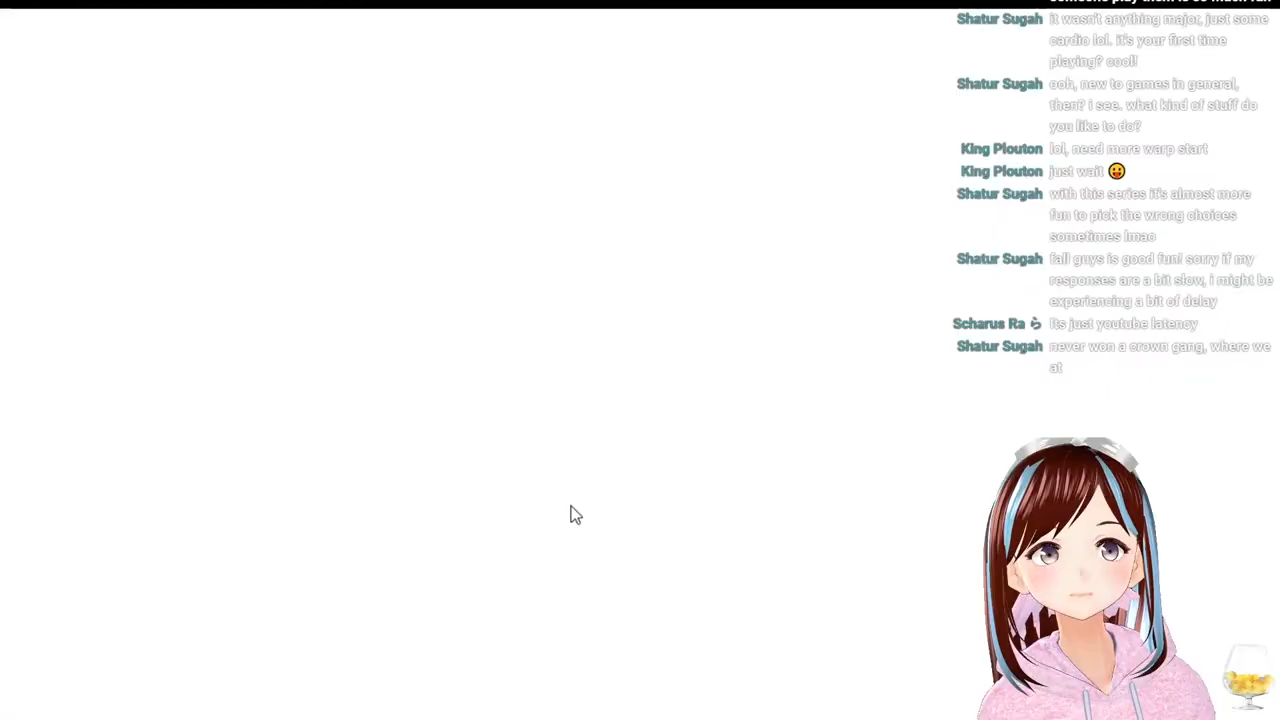 Shatur Sugah it wasn't anything major, just some
cardio lol. it's your first time
playing? cool!
Shatur Sugah ooh, new to games in general,
then? i see. what kind of stuff do
you like to do?
King Plouton lol, need more warp start
King Plouton just wait 😛
Shatur Sugah with this series it's almost more
fun to pick the wrong choices
sometimes lmao
Shatur Sugah fall guys is good fun! sorry if my
responses are a bit slow, i might be
experiencing a bit of delay
Scharus Ra ら Its just youtube latency
Shatur Sugah never won a crown gang, where we
at